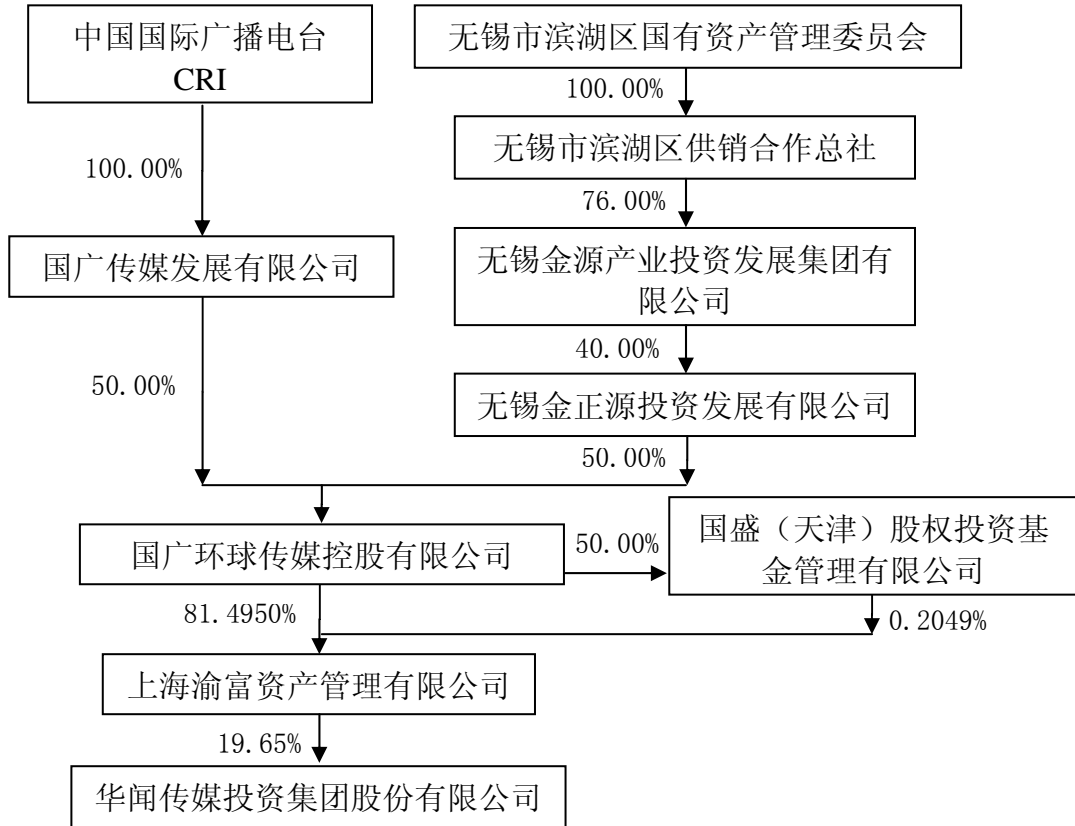 中国国际广播电台
CRI
无锡市滨湖区国有资产管理委员会
100.00%
无锡市滨湖区供销合作总社
100.00%
76.00%
国广传媒发展有限公司
无锡金源产业投资发展集团有
限公司
40.00%
50.00%
无锡金正源投资发展有限公司
50.00%
国广环球传媒控股有限公司
50.00%
国盛（天津）股权投资基
金管理有限公司
81.4950%
0.2049%
上海渝富资产管理有限公司
19.65%
华闻传媒投资集团股份有限公司